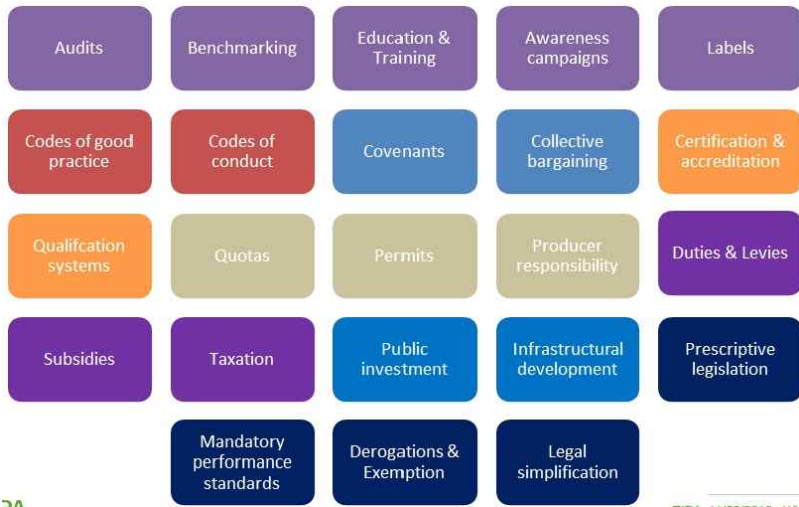 Audits
Benchmarking
Education &
Training
Awareness
campaigns
Labels
Codes of good
practice
Codes of
conduct
Covenants
Collective
bargaining
Certification &
accreditation
Qualifcation
systems
Quotas
Permits
Producer
responsibility
Duties & Levies
Subsidies
Taxation
Public
investment
Infrastructural
development
Prescriptive
legislation
Mandatory
performance
standards
Derogations &
Exemption
Legal
simplification